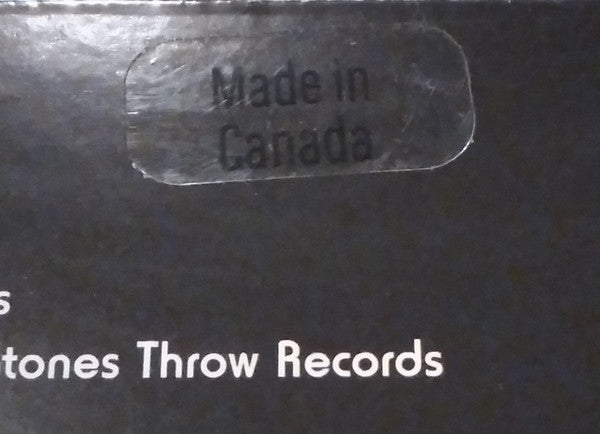 Made in
Canada
s
tones Throw Records